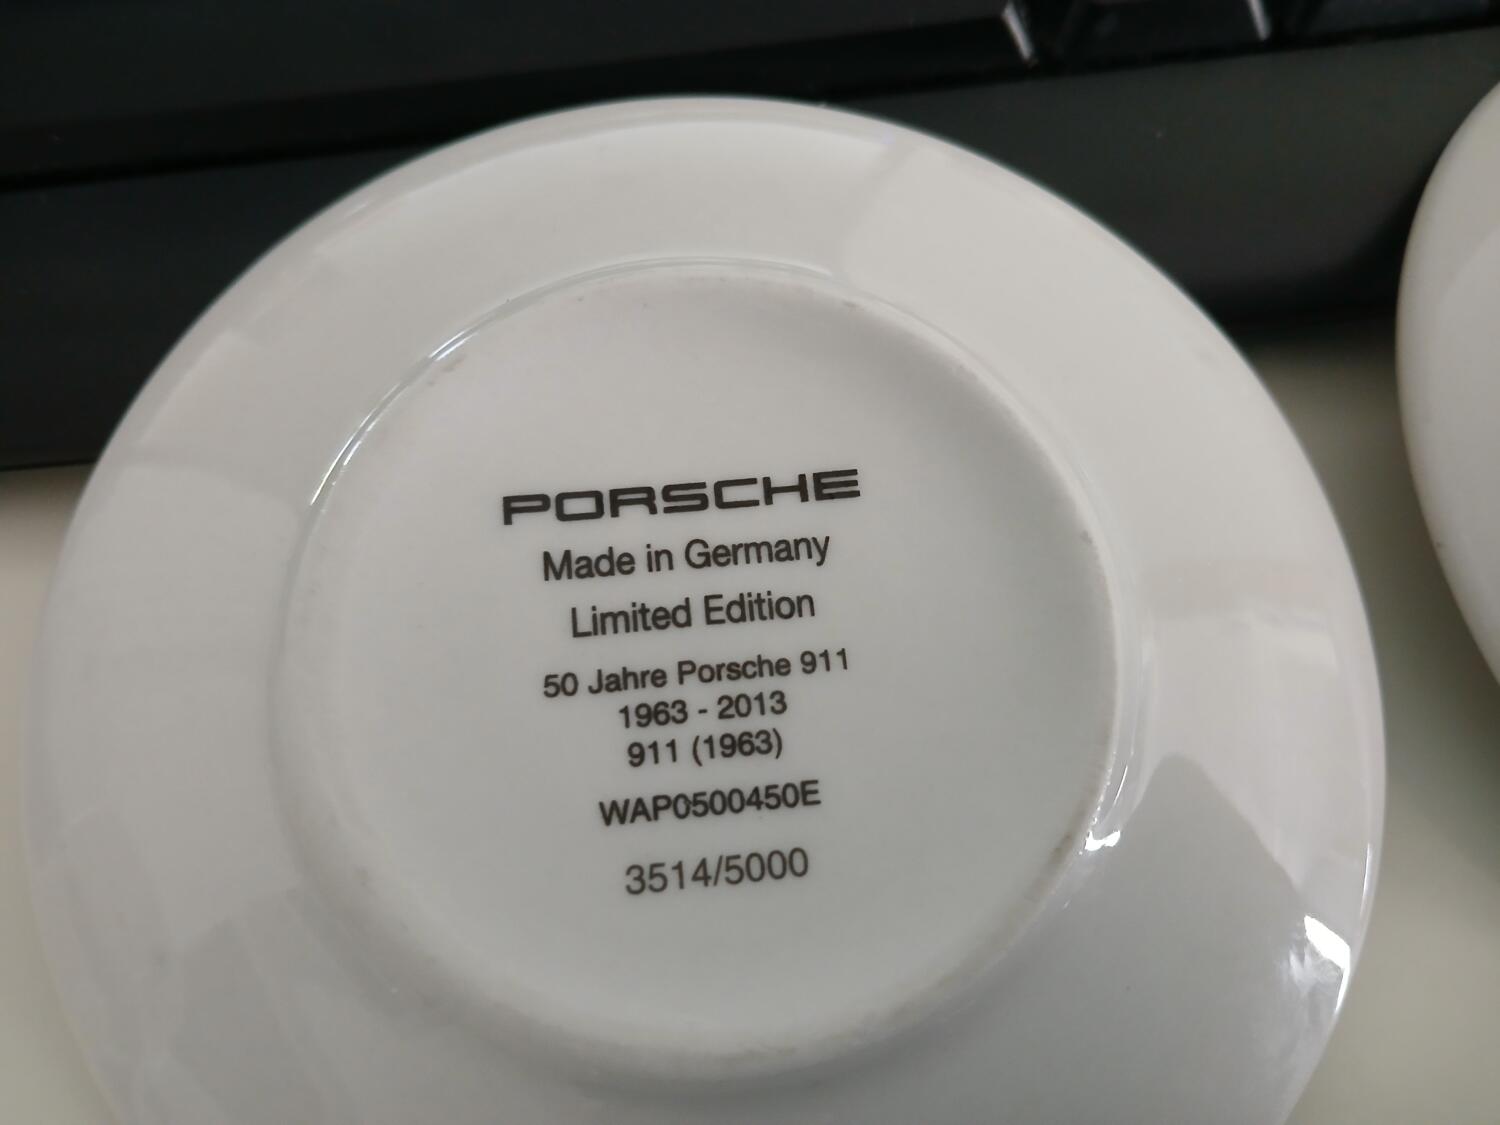 PORSCHE
Made in Germany
Limited Edition
50 Jahre Porsche 911
1963 - 2013
911 (1963)
WAP0500450E
3514/5000